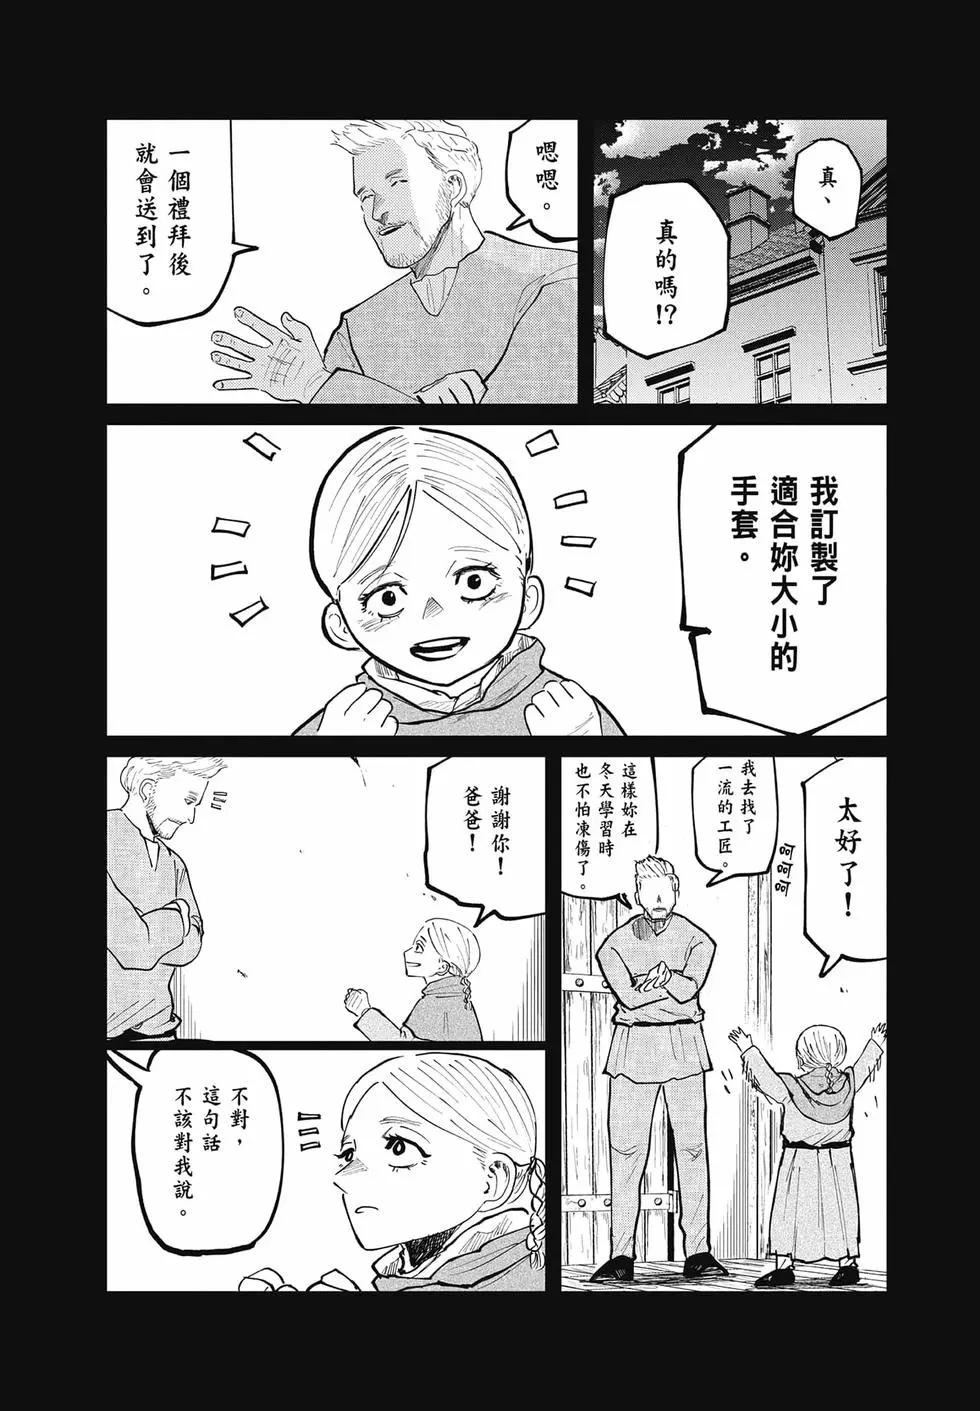 真、
真的嗎!?
嗯嗯。
一個禮拜後
就會送到了。
我訂製了
適合妳大小的
手套。
太好了！
呵呵呵
我去找了
一流的工匠。
這樣妳在
冬天學習時
也不怕凍傷了。
謝謝你！
爸爸！
不對，
這句話
不該對我說。